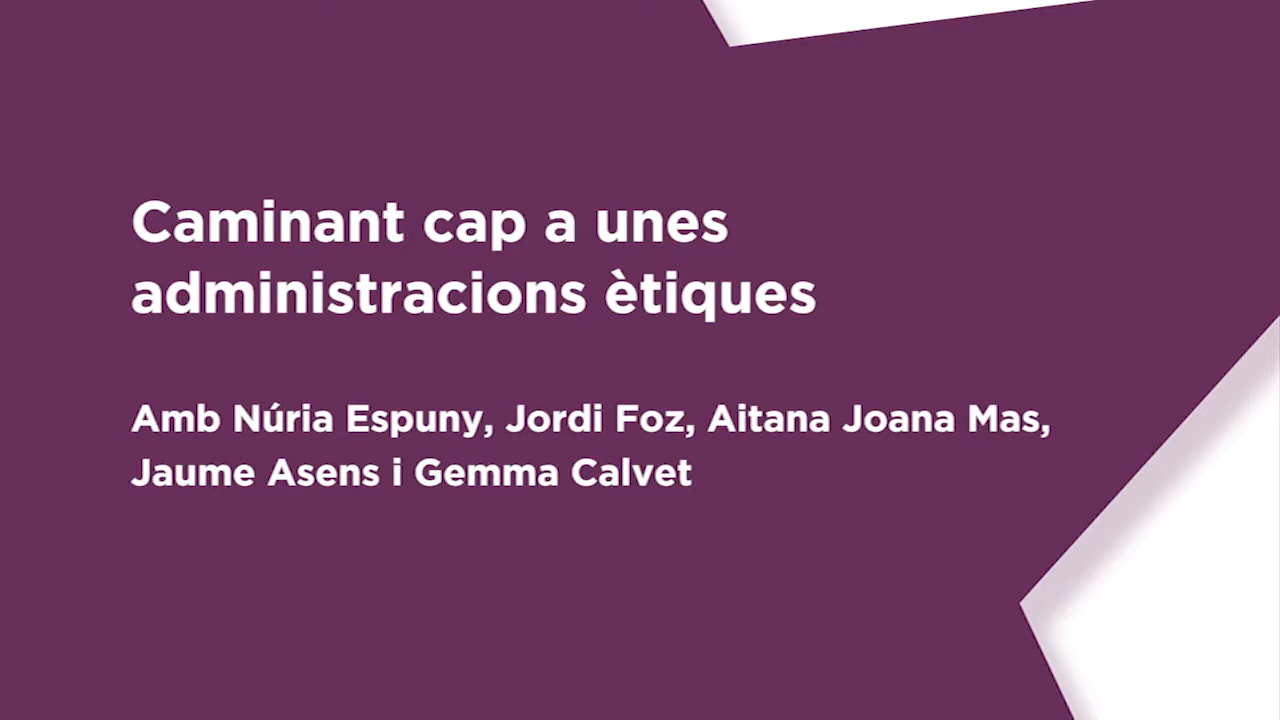 Caminant cap a unes
administracions ètiques
Amb Núria Espuny, Jordi Foz, Aitana Joana Mas,
Jaume Asens i Gemma Calvet